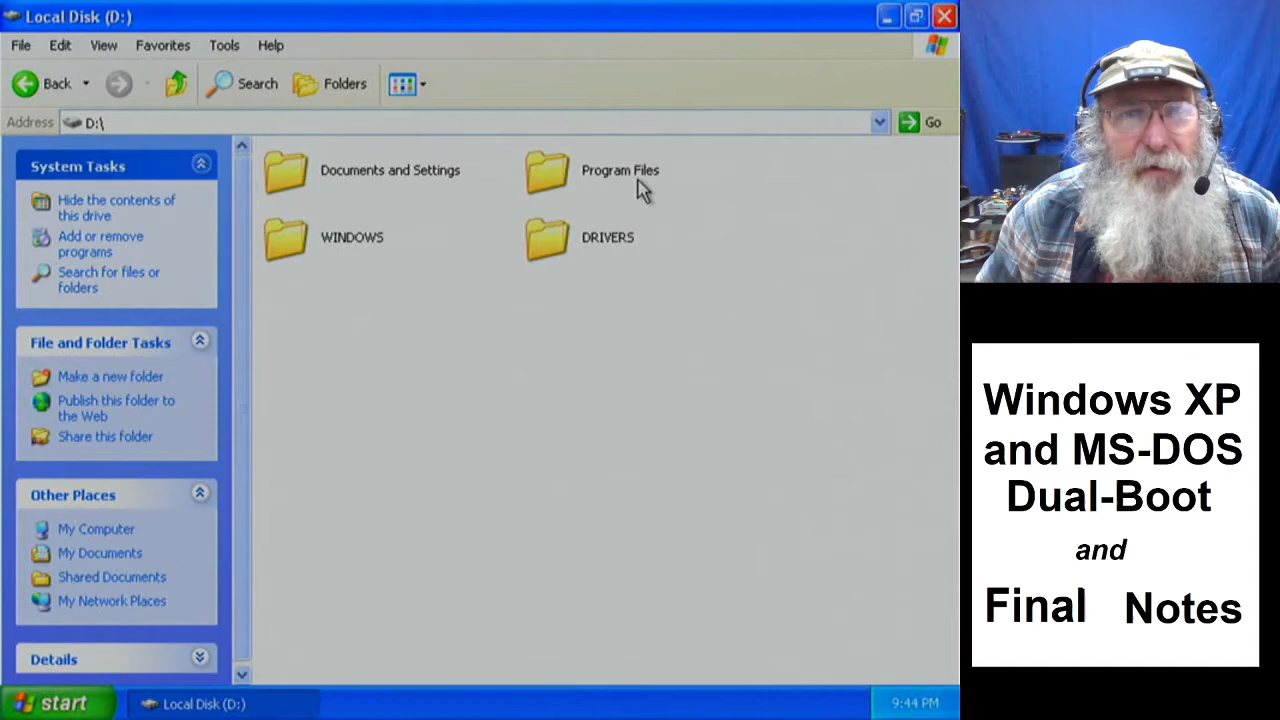 Local Disk (D:)
File Edit View Favorites Tools Help
Back Search Folders
Address D:\ Go
System Tasks
Hide the contents of
this drive
Add or remove
programs
Search for files or
folders
File and Folder Tasks
Make a new folder
Publish this folder to
the Web
Share this folder
Other Places
My Computer
My Documents
Shared Documents
My Network Places
Details
Documents and Settings
Program Files
WINDOWS
DRIVERS
start Local Disk (D:) 9:44 PM
Windows XP
and MS-DOS
Dual-Boot
and
Final Notes